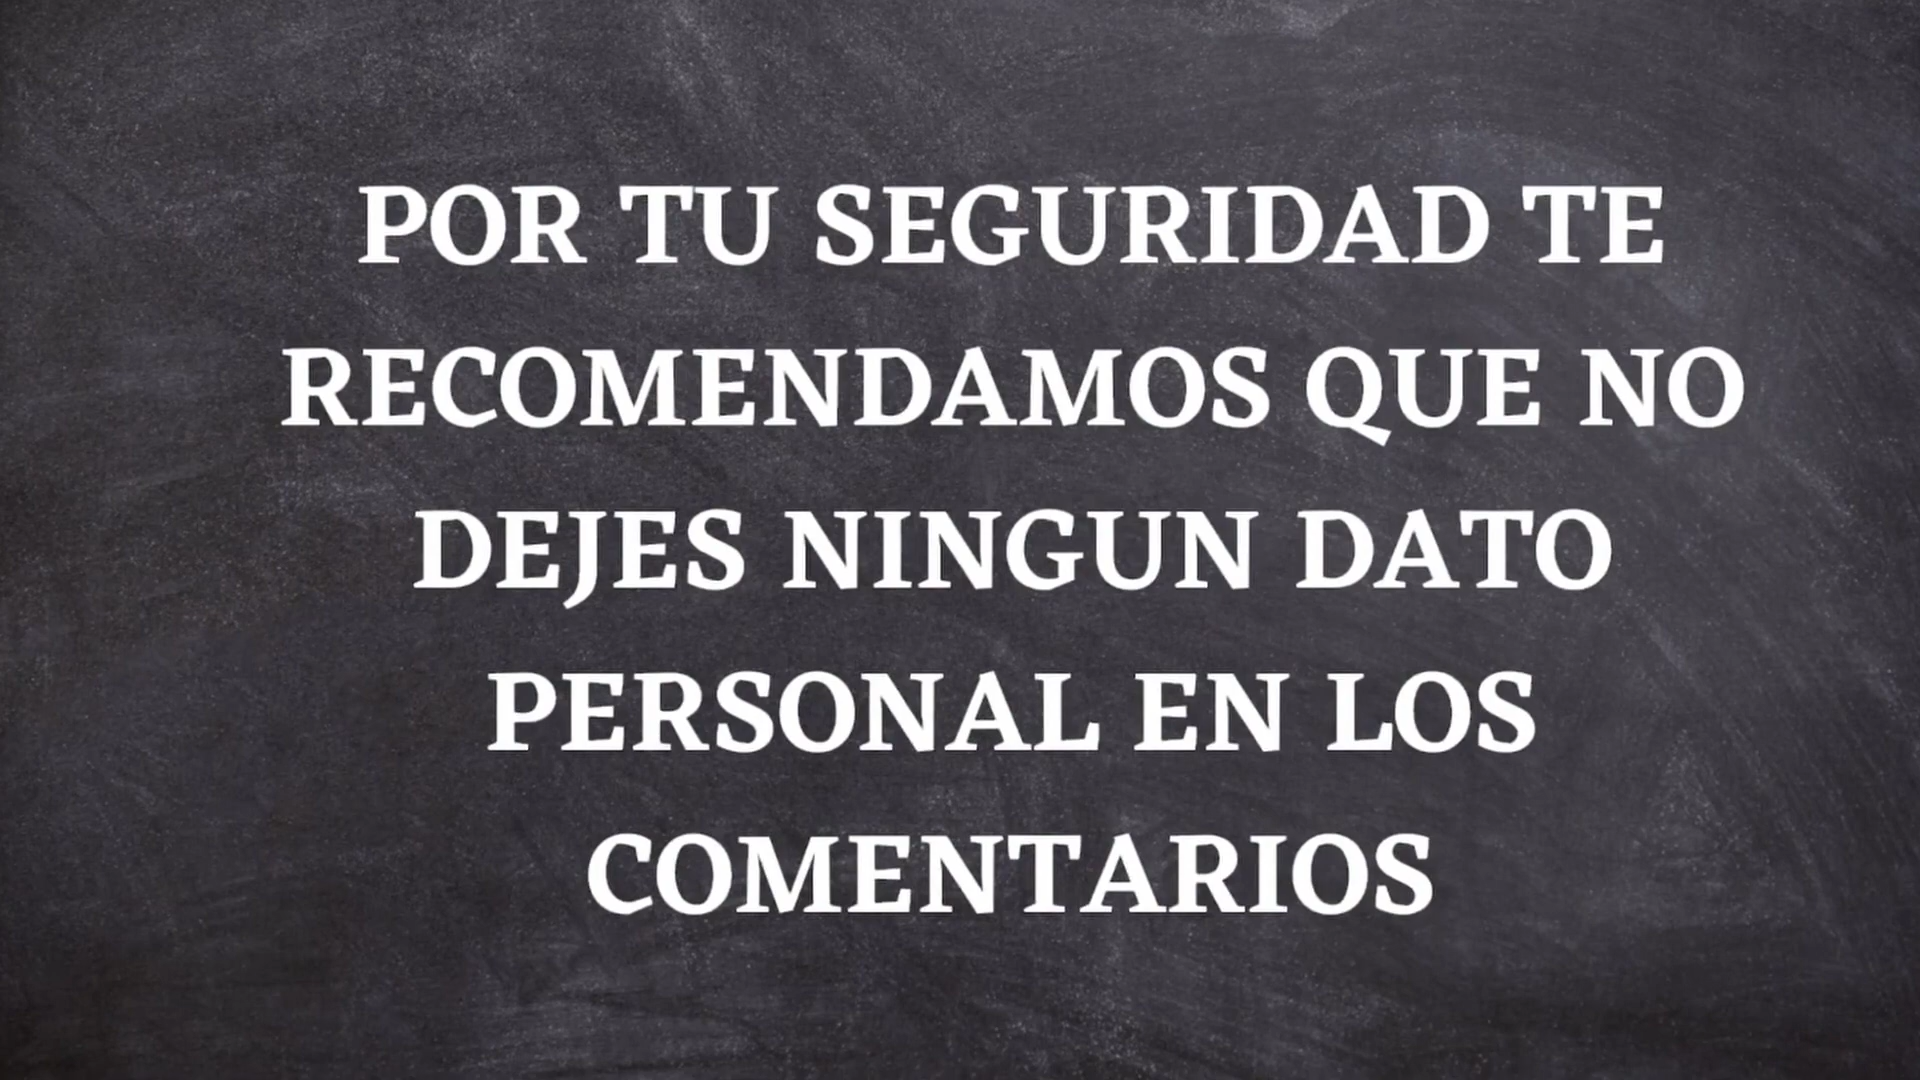 POR TU SEGURIDAD TE
RECOMENDAMOS QUE NO
DEJES NINGUN DATO
PERSONAL EN LOS
COMENTARIOS